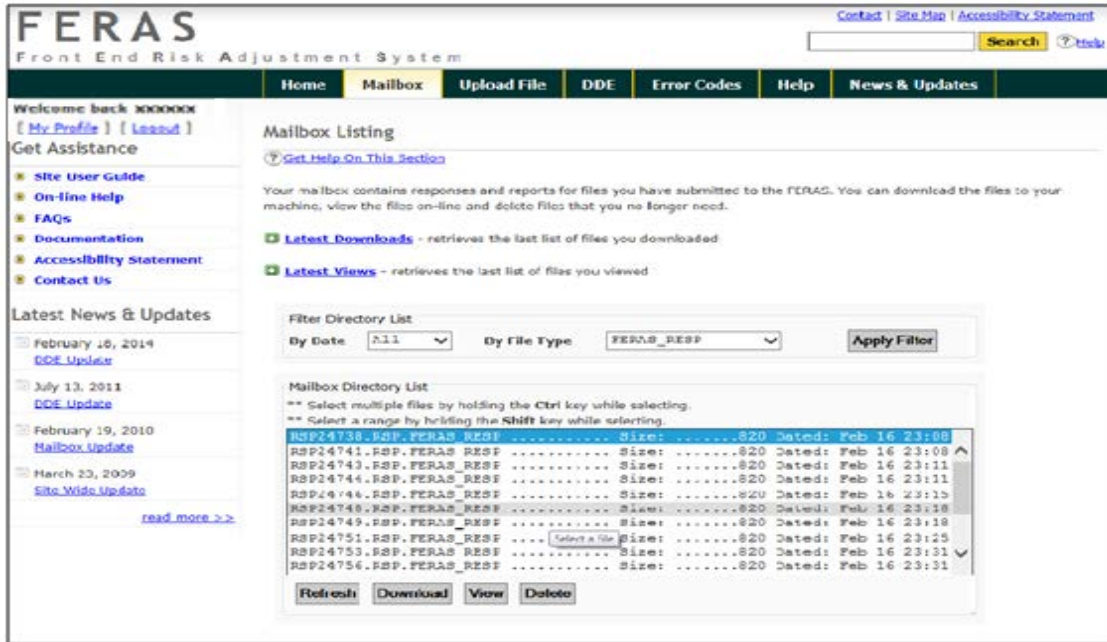 FERAS
Front End Risk Adjustment System
Contact | Site Map | Accessibility Statement
Search ? Help
Home Mailbox Upload File DDE Error Codes Help News & Updates
Welcome back xxxxxx
[ My Profile ] [ Logout ]
Get Assistance
Site User Guide
On-line Help
FAQs
Documentation
Accessibility Statement
Contact Us
Latest News & Updates
February 18, 2014
DDE Update
July 13, 2011
DDE Update
February 19, 2010
Mailbox Update
March 23, 2009
Site Wide Update
read more >>
Mailbox Listing
? Get Help On This Section
Your mailbox contains responses and reports for files you have submitted to the FERAS. You can download the files to your
machine, view the files on-line and delete files that you no longer need.
Latest Downloads - retrieves the last list of files you downloaded
Latest Views - retrieves the last list of files you viewed
Filter Directory List
By Date All By File Type FERAS_RESP Apply Filter
Mailbox Directory List
** Select multiple files by holding the Ctrl key while selecting.
** Select a range by holding the Shift key while selecting.
RSP24738.RSP.FERAS_RESP ........... Size: .......820 Dated: Feb 16 23:08
RSP24741.RSP.FERAS_RESP ........... Size: .......820 Dated: Feb 16 23:08
RSP24743.RSP.FERAS_RESP ........... Size: .......820 Dated: Feb 16 23:11
RSP24744.RSP.FERAS_RESP ........... Size: .......820 Dated: Feb 16 23:11
RSP24746.RSP.FERAS_RESP ........... Size: .......820 Dated: Feb 16 23:15
RSP24748.RSP.FERAS_RESP ........... Size: .......820 Dated: Feb 16 23:18
RSP24749.RSP.FERAS_RESP ........... Size: .......820 Dated: Feb 16 23:18
RSP24751.RSP.FERAS_RESP .... Select a file Size: .......820 Dated: Feb 16 23:25
RSP24753.RSP.FERAS_RESP ........... Size: .......820 Dated: Feb 16 23:31
RSP24756.RSP.FERAS_RESP ........... Size: .......820 Dated: Feb 16 23:31
Refresh Download View Delete